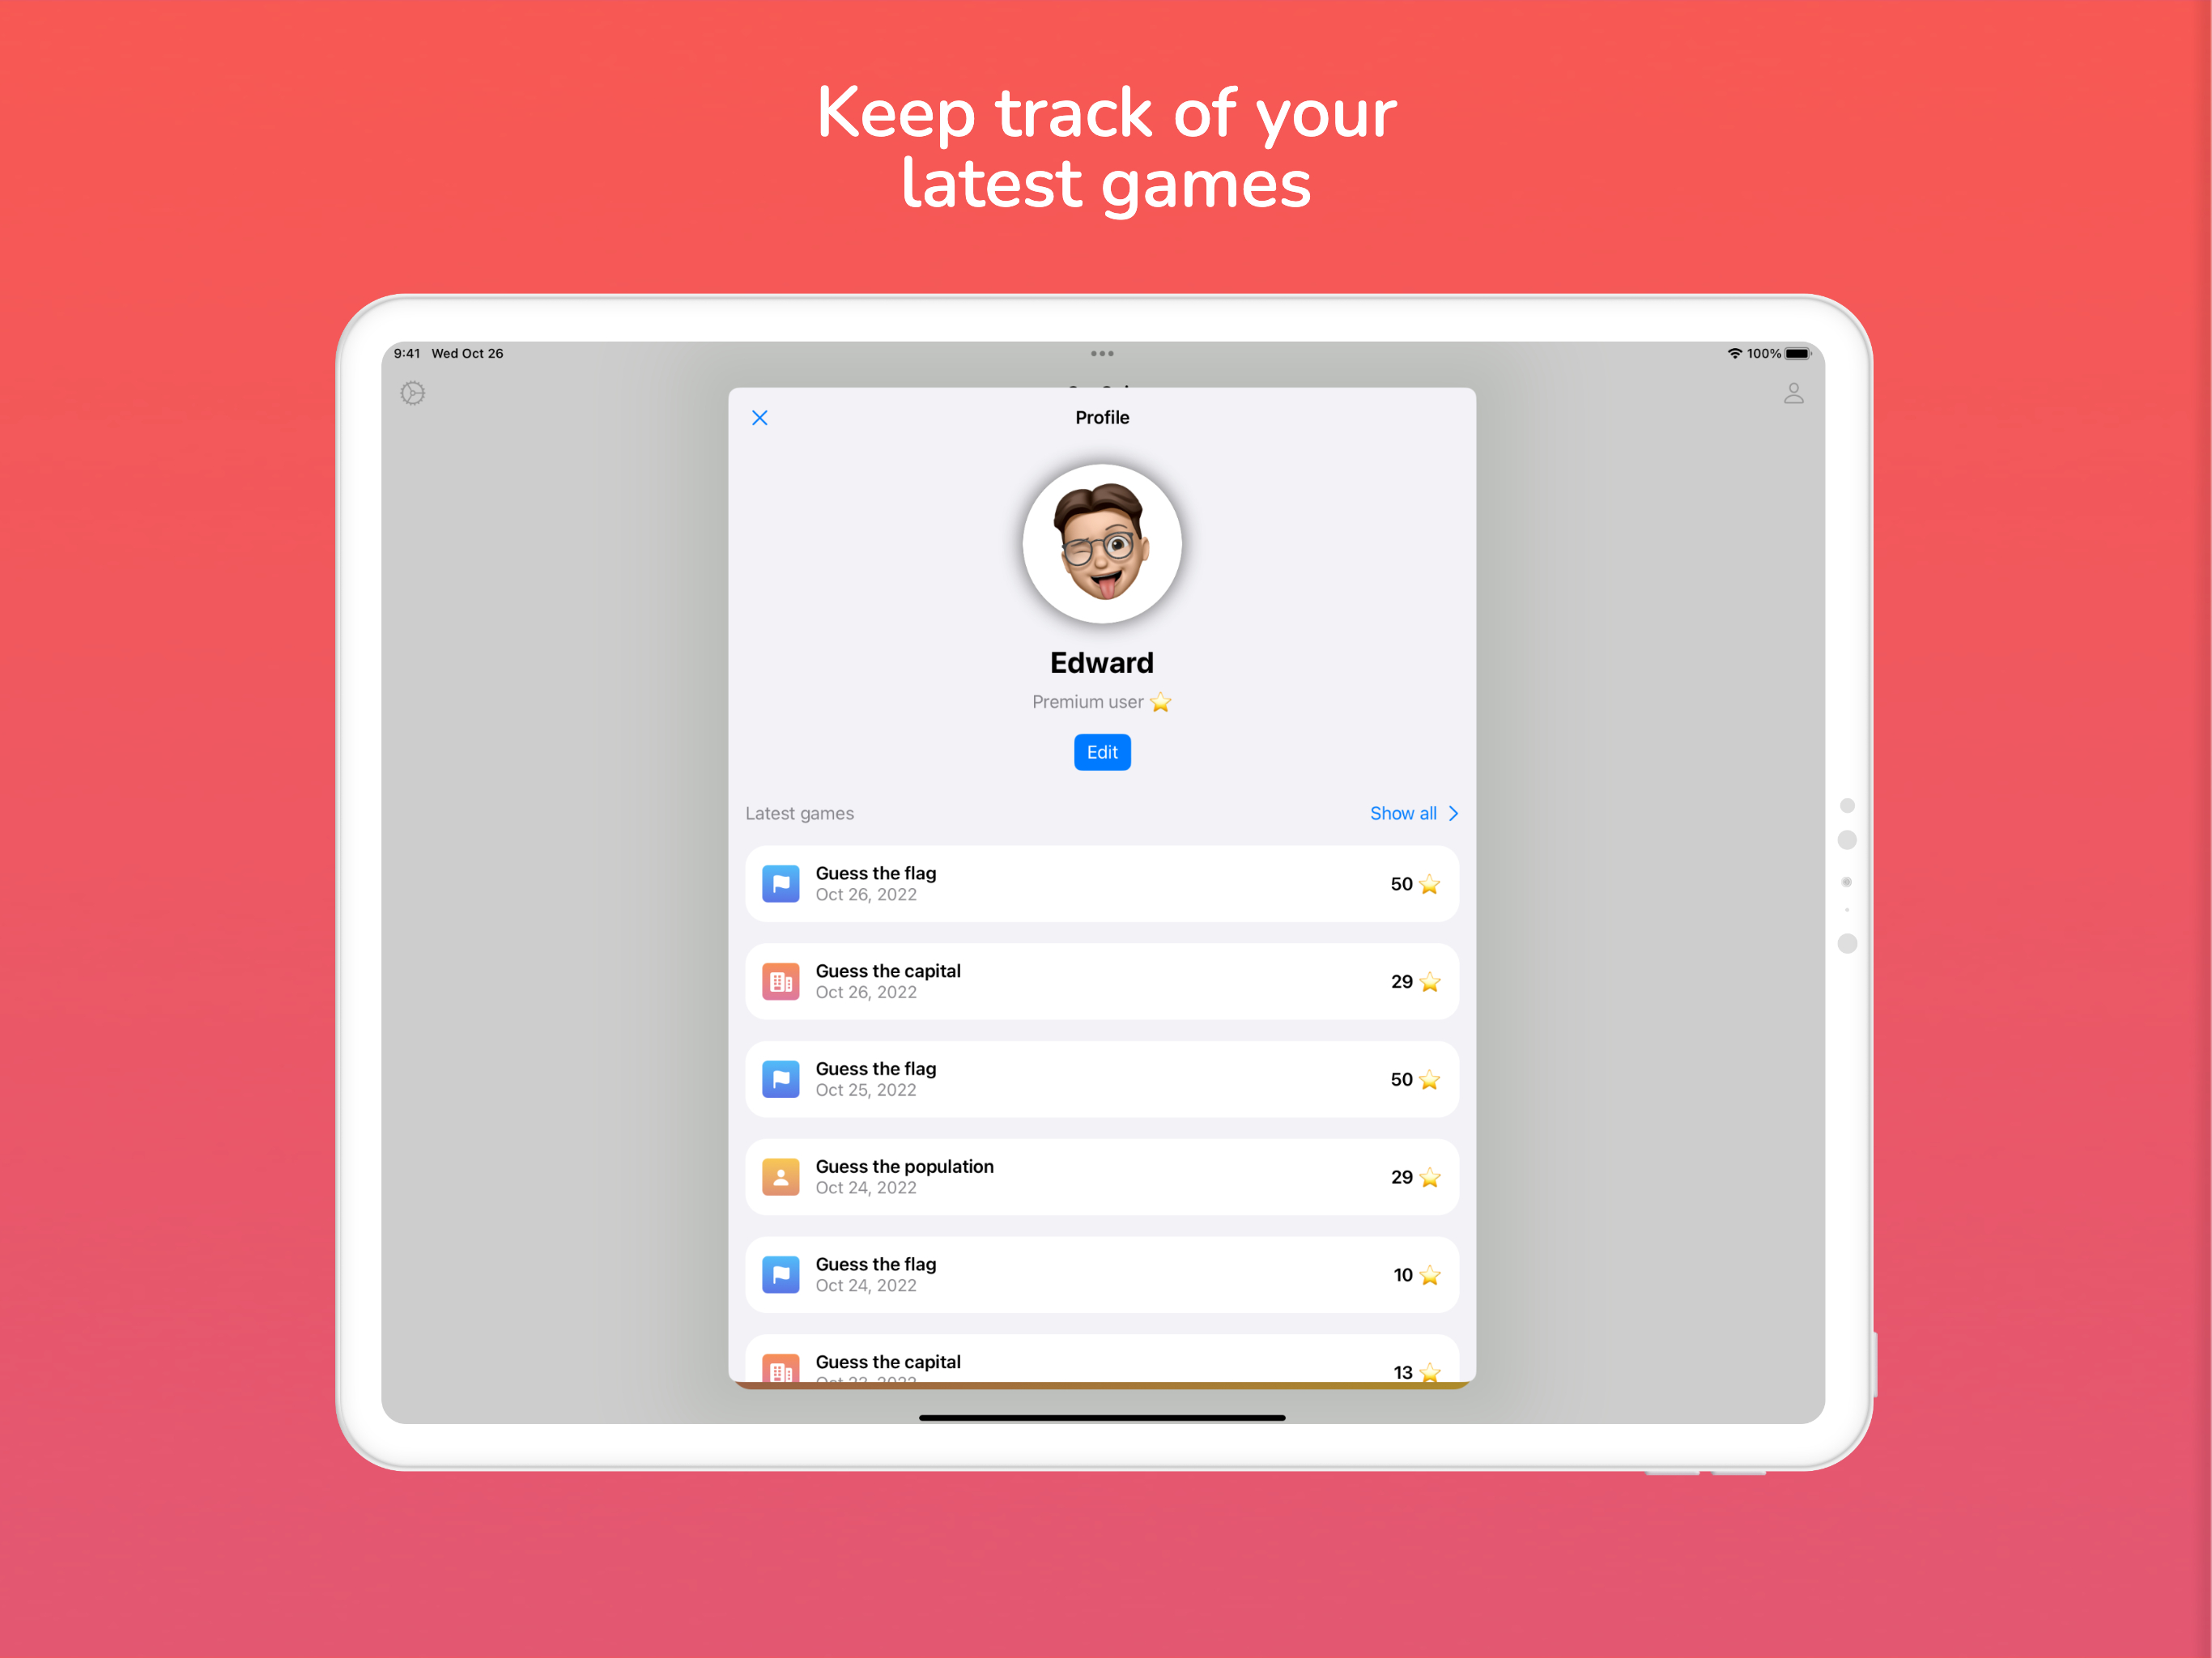 Keep track of your
latest games
9:41 Wed Oct 26
100%
Profile
Edward
Premium user ⭐
Edit
Latest games
Show all
Guess the flag
50 ⭐
Oct 26, 2022
Guess the capital
29 ⭐
Oct 26, 2022
Guess the flag
50 ⭐
Oct 25, 2022
Guess the population
29 ⭐
Oct 24, 2022
Guess the flag
10 ⭐
Oct 24, 2022
Guess the capital
13 ⭐